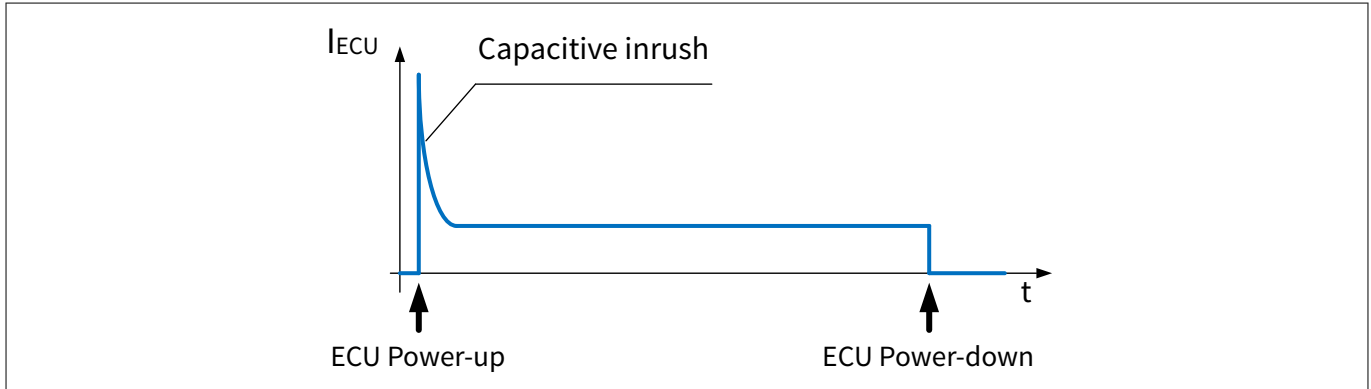 IECU
Capacitive inrush
t
ECU Power-up
ECU Power-down